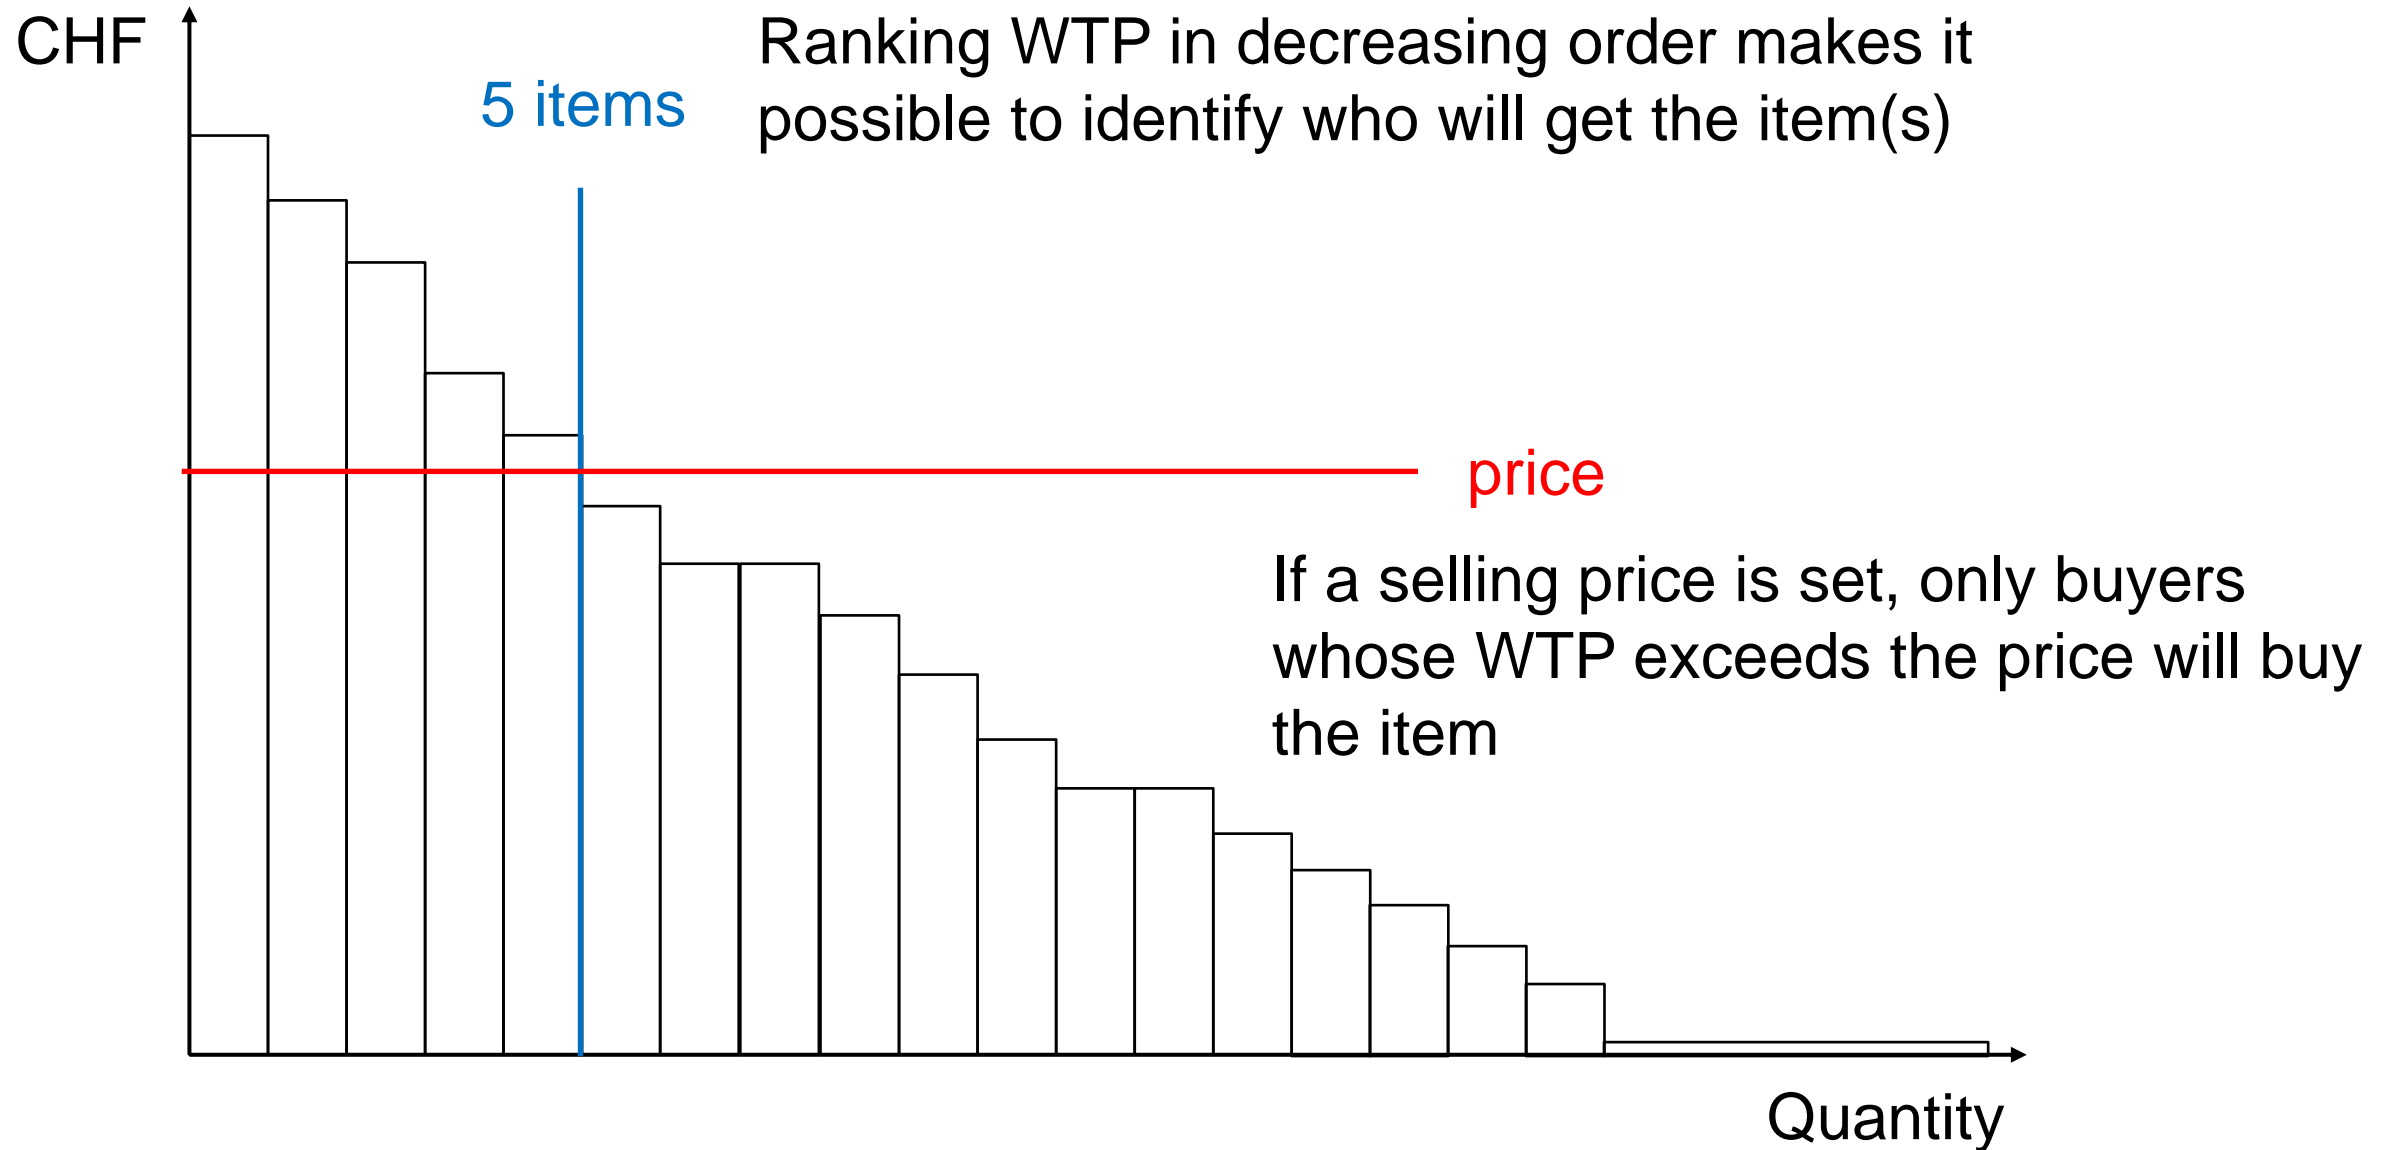 CHF
Ranking WTP in decreasing order makes it
possible to identify who will get the item(s)
5 items
price
If a selling price is set, only buyers
whose WTP exceeds the price will buy
the item
Quantity